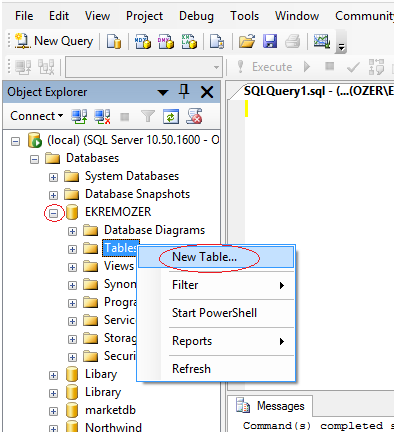 File Edit View Project Debug Tools Window Community
New Query
Execute
Object Explorer
SQLQuery1.sql - (...(OZER\E
Connect
(local) (SQL Server 10.50.1600 - O
Databases
System Databases
Database Snapshots
EKREMOZER
Database Diagrams
Tables
New Table...
Views
Synon
Filter
Progra
Servic
Start PowerShell
Storag
Reports
Securi
Refresh
Libary
Library
marketdb
Messages
Northwind
Command(s) completed s